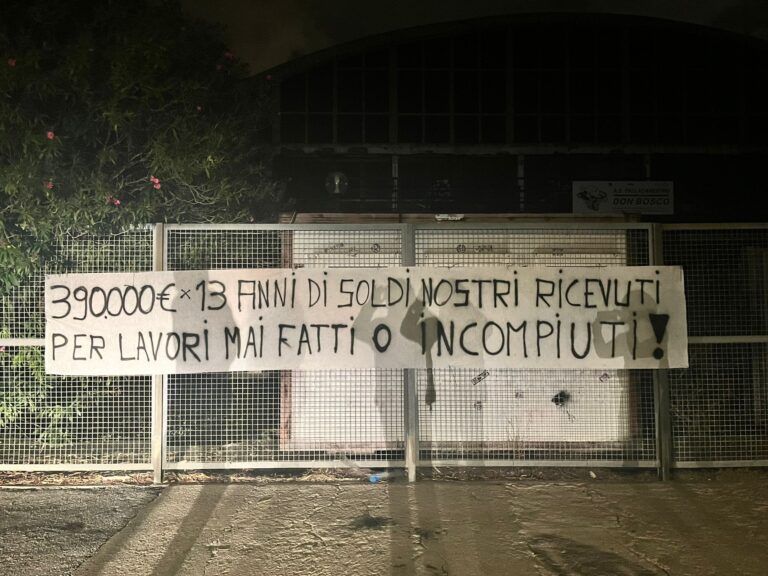 390.000€ × 13 ANNI DI SOLDI NOSTRI RICEVUTI
PER LAVORI MAI FATTI O INCOMPIUTI!
DON BOSCO